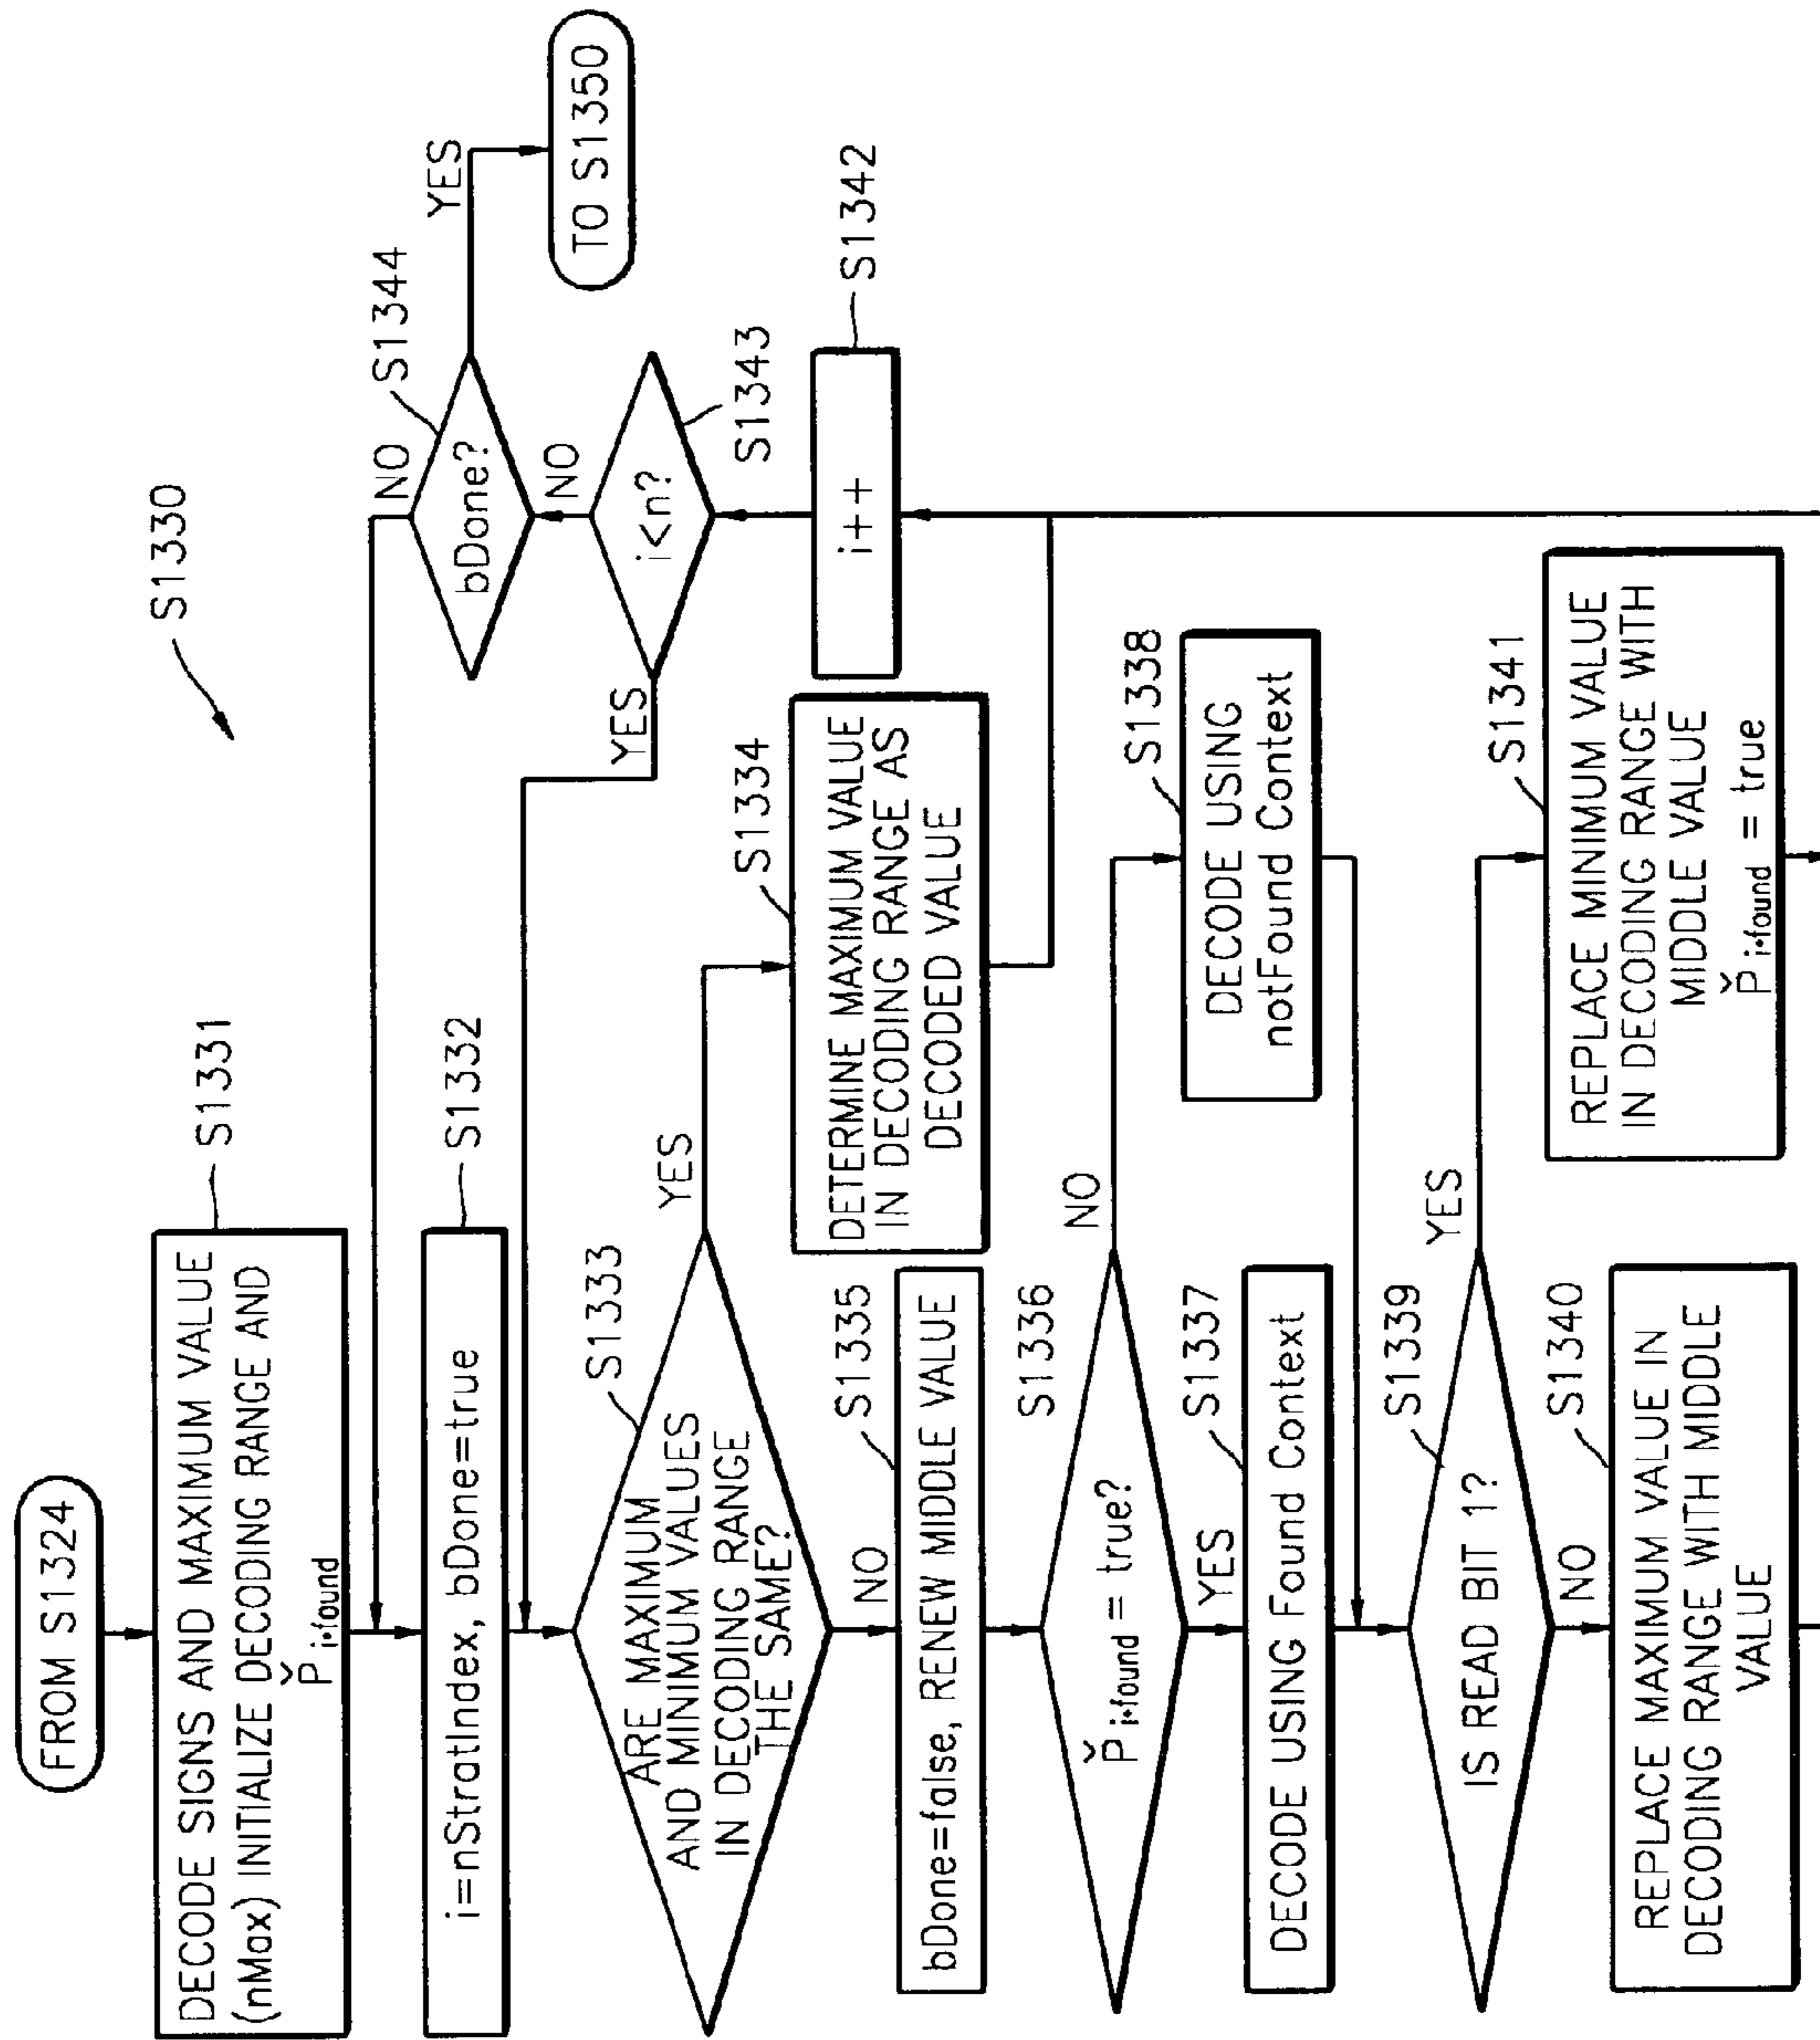 S1330
FROM S1324
DECODE SIGNS AND MAXIMUM VALUE
(nMax) INITIALIZE DECODING RANGE AND
P̌i·found
S1331
i=nStratIndex, bDone=true
S1332
ARE MAXIMUM
AND MINIMUM VALUES
IN DECODING RANGE
THE SAME?
S1333
YES
NO
DETERMINE MAXIMUM VALUE
IN DECODING RANGE AS
DECODED VALUE
S1334
bDone=false, RENEW MIDDLE VALUE
S1335
P̌i·found = true?
S1336
NO
YES
DECODE USING Found Context
S1337
DECODE USING
notFound Context
S1338
IS READ BIT 1?
S1339
YES
NO
REPLACE MAXIMUM VALUE IN
DECODING RANGE WITH MIDDLE
VALUE
S1340
REPLACE MINIMUM VALUE
IN DECODING RANGE WITH
MIDDLE VALUE
P̌i·found = true
S1341
i++
S1342
i<n?
S1343
YES
NO
bDone?
S1344
NO
YES
TO S1350